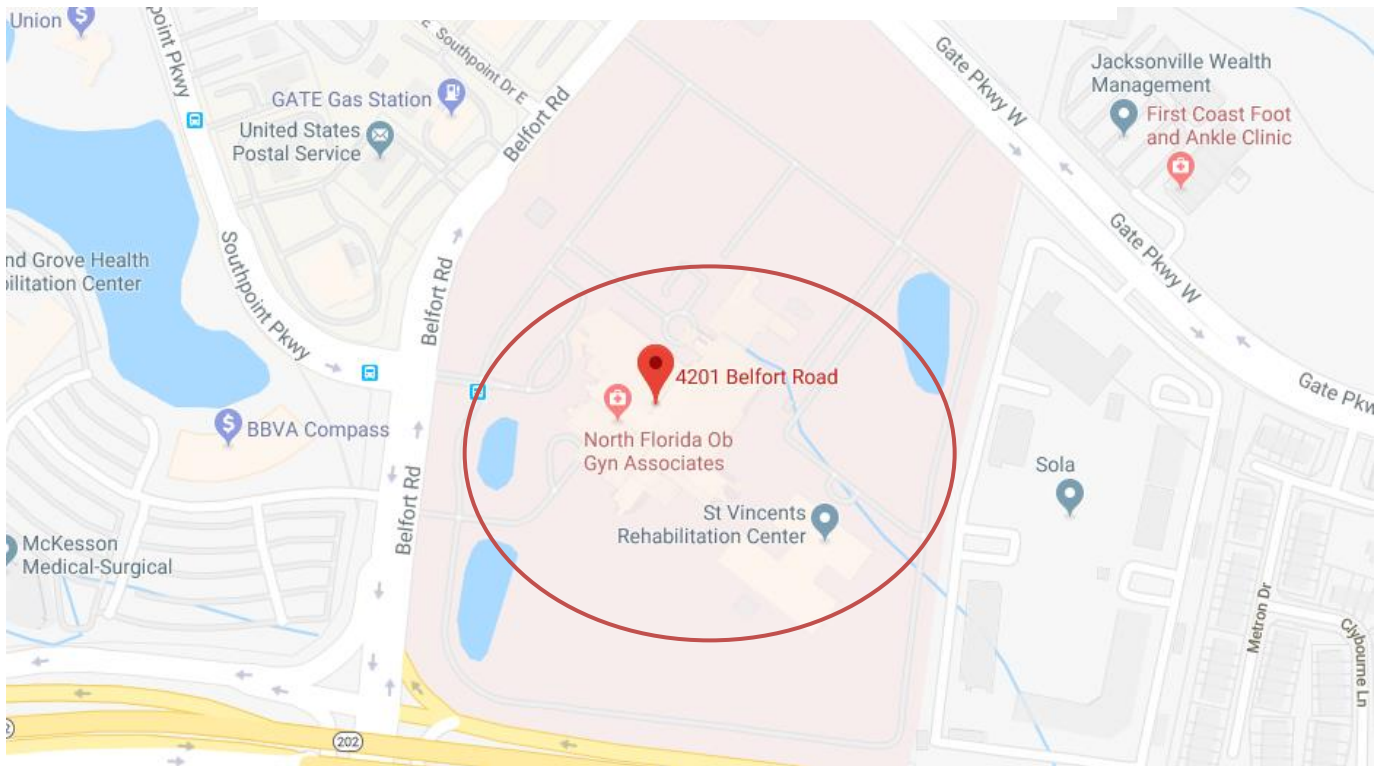 Union
point Pkwy
E Southpoint Dr E
GATE Gas Station
United States
Postal Service
Belfort Rd
Gate Pkwy W
Jacksonville Wealth
Management
First Coast Foot
and Ankle Clinic
nd Grove Health
bilitation Center
Southpoint Pkwy
Belfort Rd
Gate Pkwy W
4201 Belfort Road
Gate Pkw
BBVA Compass
North Florida Ob
Gyn Associates
Sola
Belfort Rd
St Vincents
Rehabilitation Center
McKesson
Medical-Surgical
Metron Dr
Clybourne Ln
202